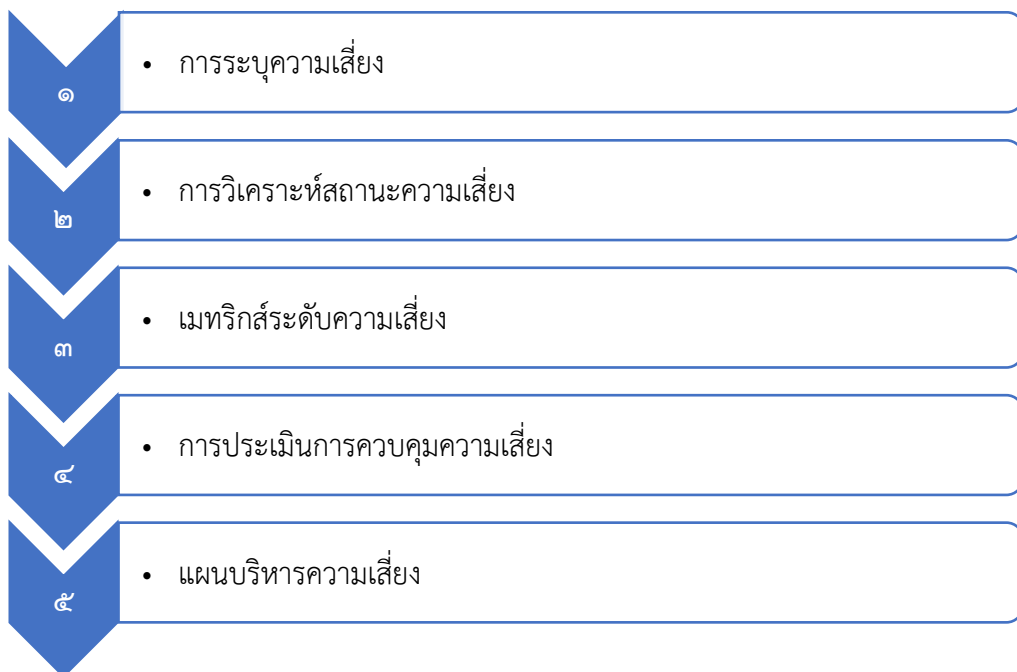 ๑
• การระบุความเสี่ยง
๒
• การวิเคราะห์สถานะความเสี่ยง
๓
• เมทริกส์ระดับความเสี่ยง
๔
• การประเมินการควบคุมความเสี่ยง
๕
• แผนบริหารความเสี่ยง